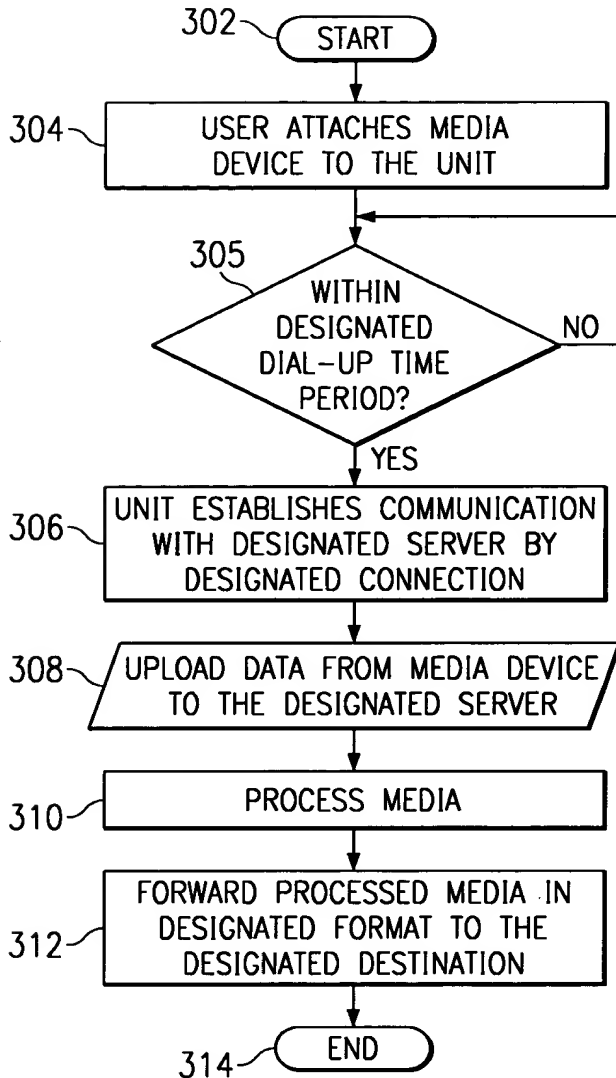 302
START
304
USER ATTACHES MEDIA
DEVICE TO THE UNIT
305
WITHIN
DESIGNATED
DIAL-UP TIME
PERIOD?
NO
YES
306
UNIT ESTABLISHES COMMUNICATION
WITH DESIGNATED SERVER BY
DESIGNATED CONNECTION
308
UPLOAD DATA FROM MEDIA DEVICE
TO THE DESIGNATED SERVER
310
PROCESS MEDIA
312
FORWARD PROCESSED MEDIA IN
DESIGNATED FORMAT TO THE
DESIGNATED DESTINATION
314
END